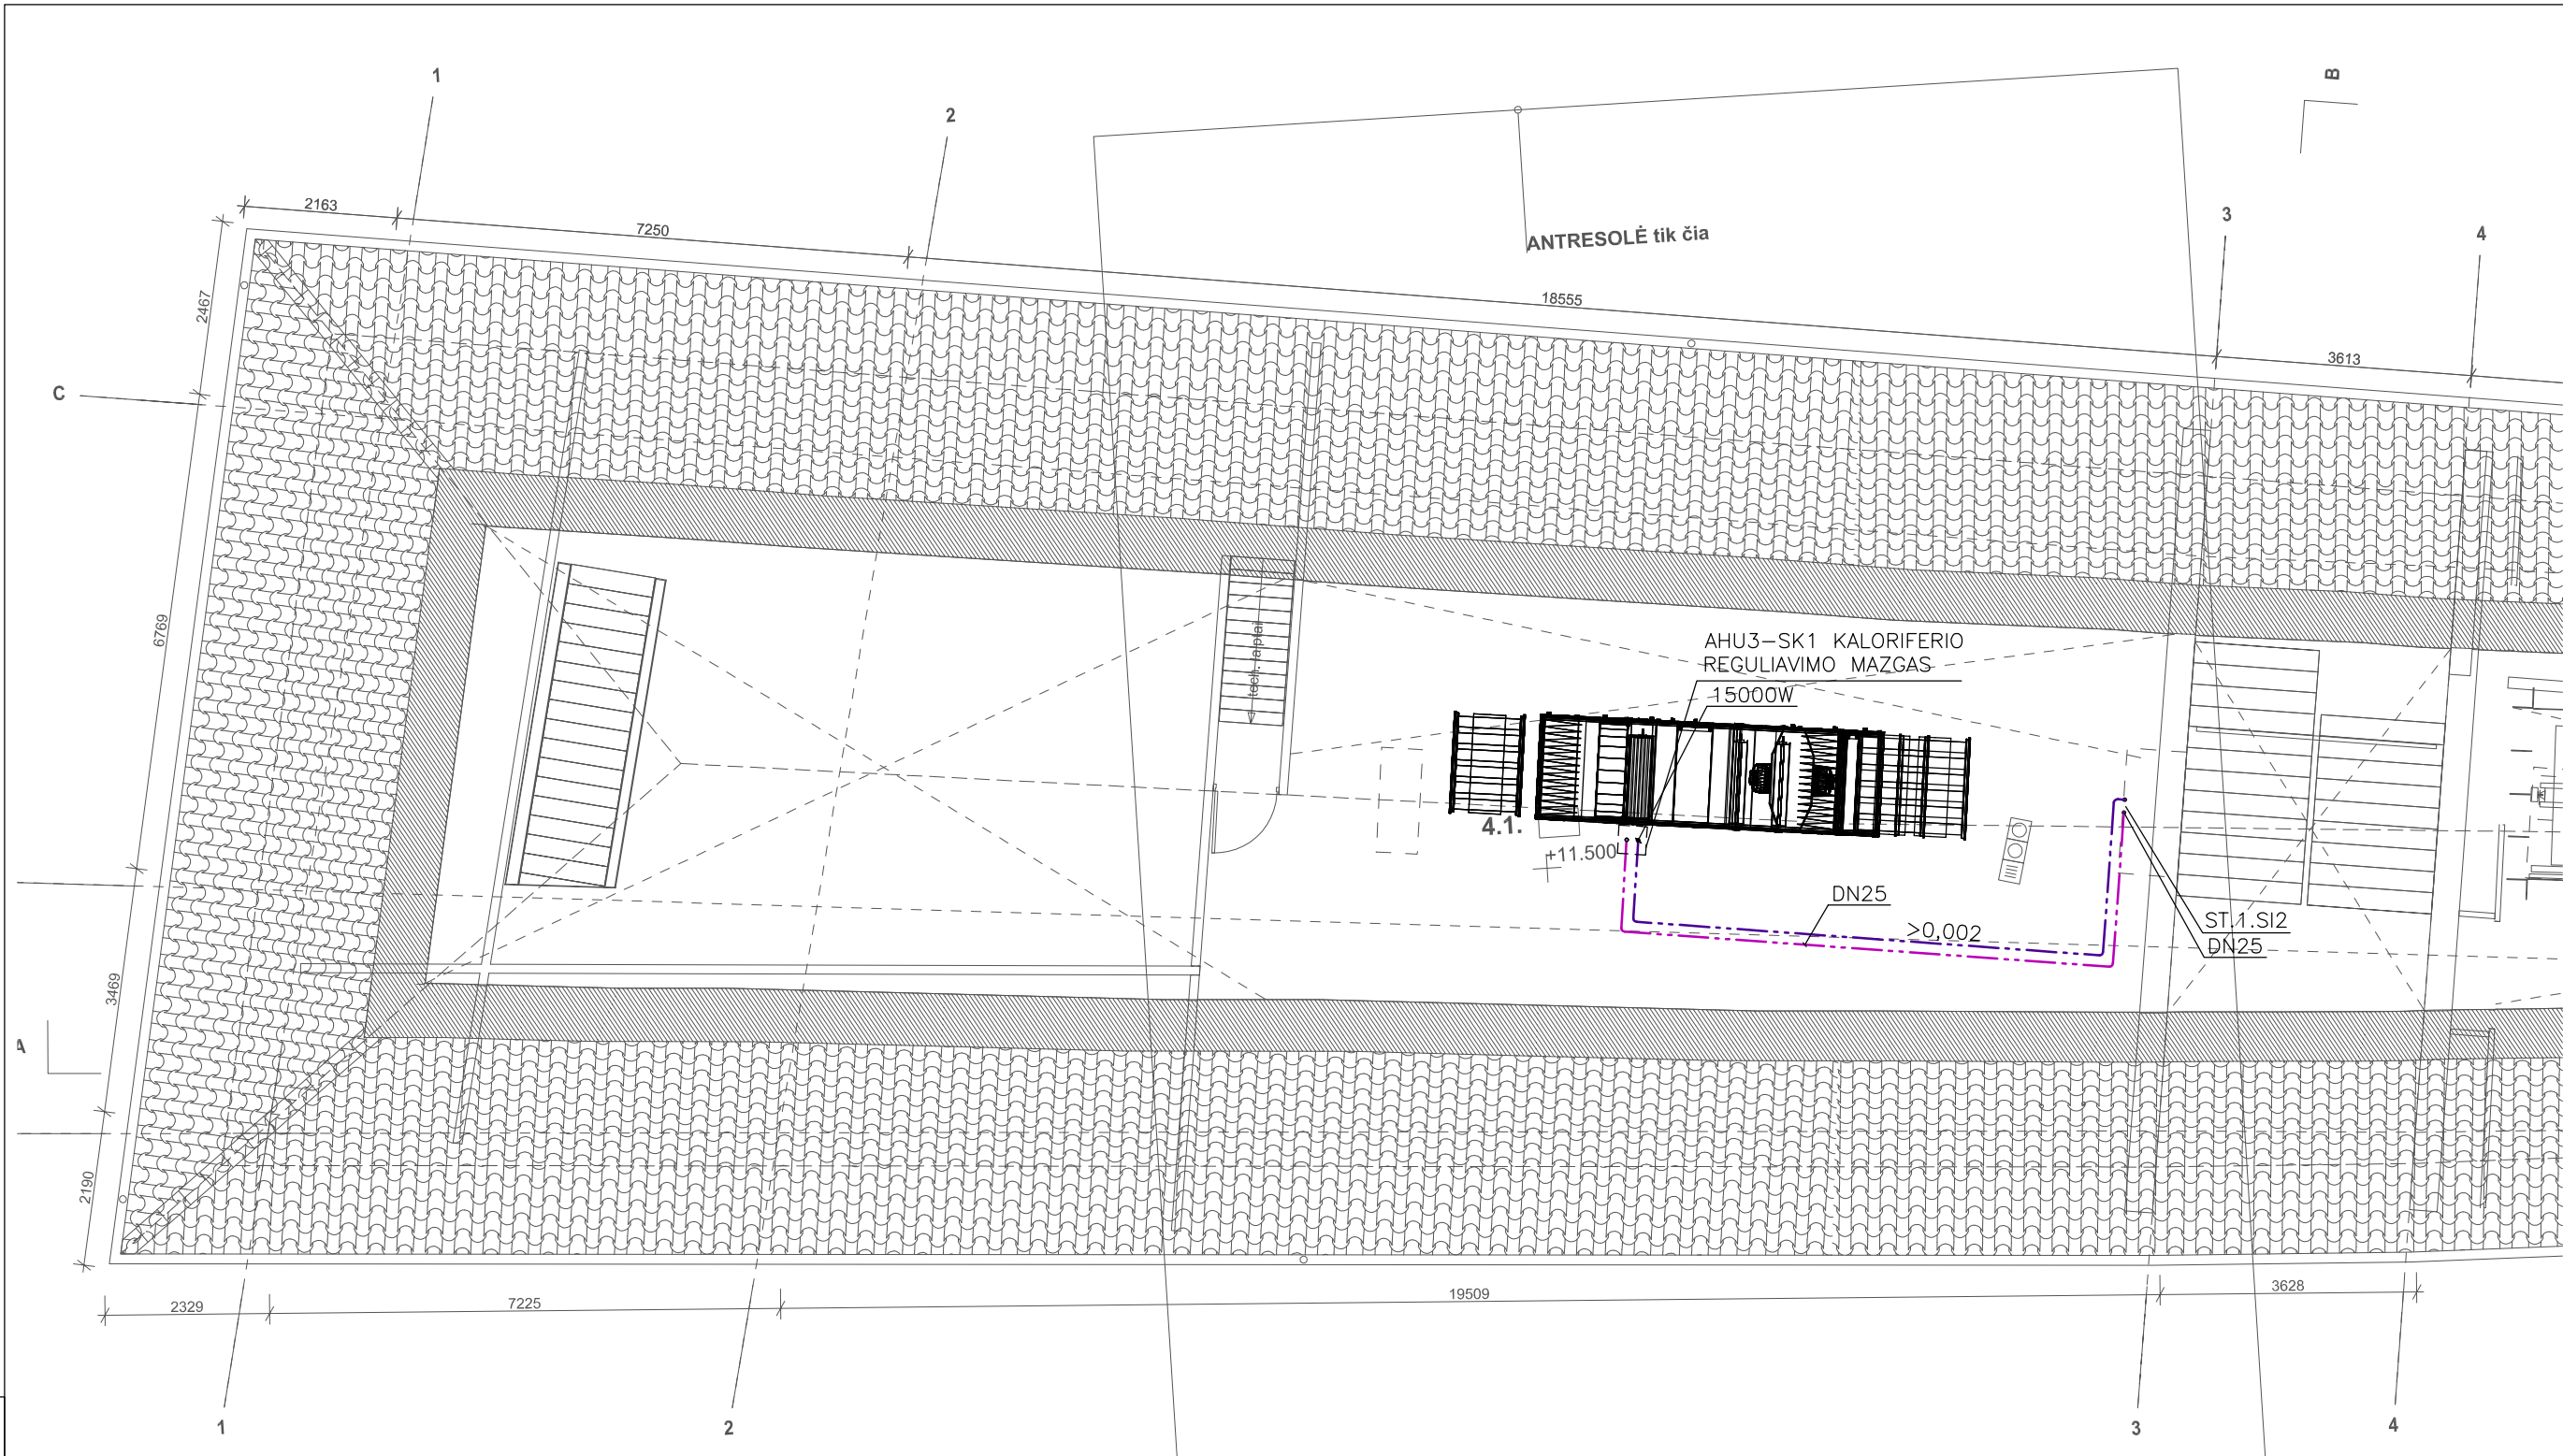 1
2
B
3
4
2163
7250
ANTRESOLĖ tik čia
18555
3613
2467
C
6769
tech. laiptai
AHU3-SK1 KALORIFERIO
REGULIAVIMO MAZGAS
15000W
4.1.
+11.500
DN25
>0,002
ST.1.SI2
DN25
3469
A
2190
2329
7225
19509
3628
1
2
3
4